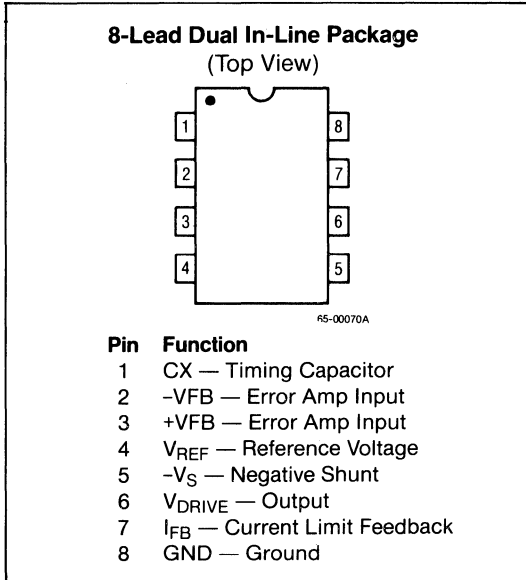 8-Lead Dual In-Line Package
(Top View)
1
8
2
7
3
6
4
5
65-00070A
Pin Function
1 CX — Timing Capacitor
2 –VFB — Error Amp Input
3 +VFB — Error Amp Input
4 VREF — Reference Voltage
5 –VS — Negative Shunt
6 VDRIVE — Output
7 IFB — Current Limit Feedback
8 GND — Ground